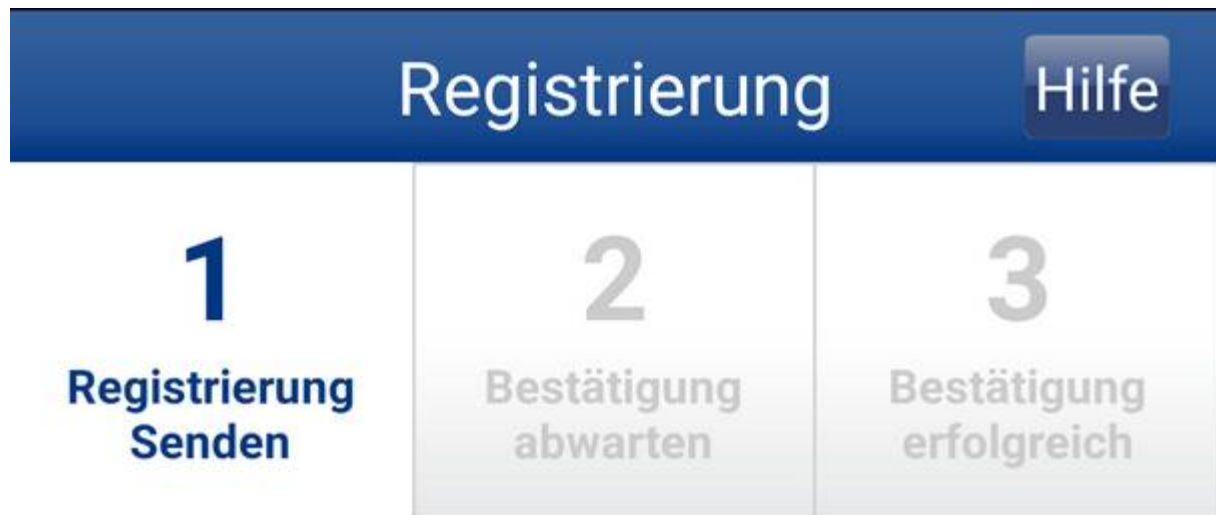 Registrierung
Hilfe
1
Registrierung
Senden
2
Bestätigung
abwarten
3
Bestätigung
erfolgreich